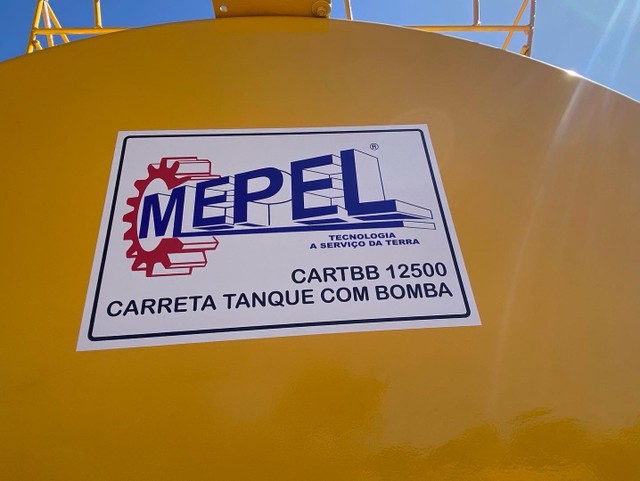 MEPEL ®
TECNOLOGIA
A SERVIÇO DA TERRA
CARTBB 12500
CARRETA TANQUE COM BOMBA